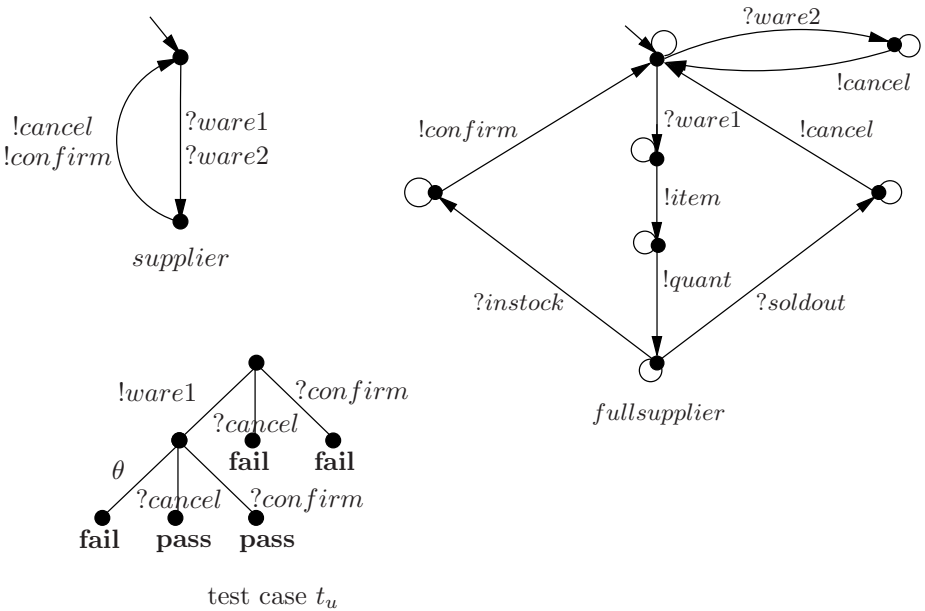 !cancel
!confirm
?ware1
?ware2
supplier
?ware2
!cancel
!confirm
?ware1
!cancel
!item
!quant
?instock
?soldout
fullsupplier
!ware1
?cancel
?confirm
fail
fail
θ
?cancel
?confirm
fail
pass
pass
test case tᵤ